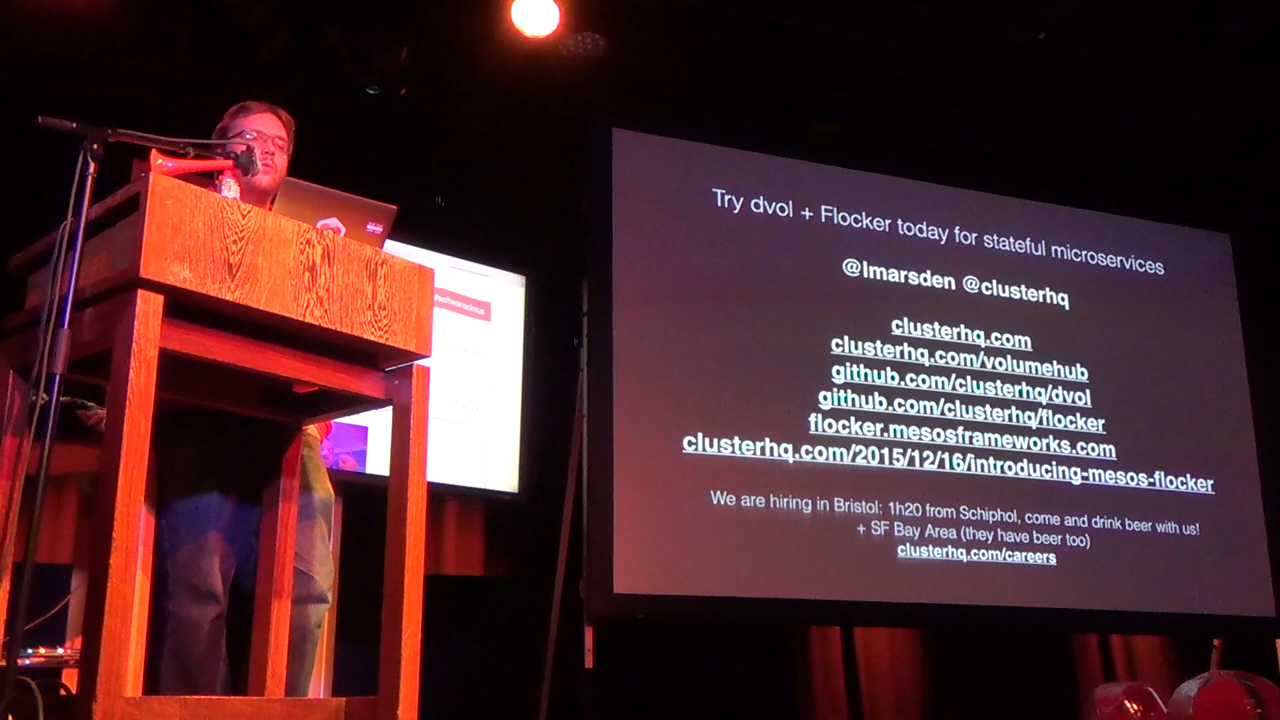 #softwarecircus
Try dvol + Flocker today for stateful microservices
@lmarsden @clusterhq
clusterhq.com
clusterhq.com/volumehub
github.com/clusterhq/dvol
github.com/clusterhq/flocker
flocker.mesosframeworks.com
clusterhq.com/2015/12/16/introducing-mesos-flocker
We are hiring in Bristol: 1h20 from Schiphol, come and drink beer with us!
+ SF Bay Area (they have beer too)
clusterhq.com/careers